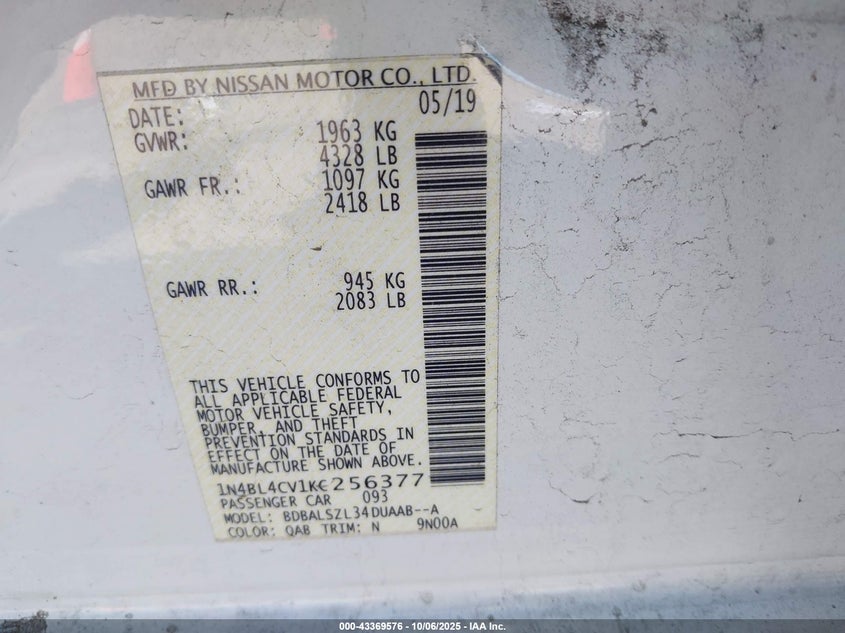 MFD BY NISSAN MOTOR CO., LTD.
DATE: 05/19
GVWR: 1963 KG
4328 LB
GAWR FR.: 1097 KG
2418 LB
GAWR RR.: 945 KG
2083 LB
THIS VEHICLE CONFORMS TO
ALL APPLICABLE FEDERAL
MOTOR VEHICLE SAFETY,
BUMPER, AND THEFT
PREVENTION STANDARDS IN
EFFECT ON THE DATE OF
MANUFACTURE SHOWN ABOVE.
1N4BL4CV1KC256377
PASSENGER CAR 093
MODEL: BDBALSZL34DUAAB--A
COLOR: QAB TRIM: N 9N00A
000-43369576 - 10/06/2025 - IAA Inc.